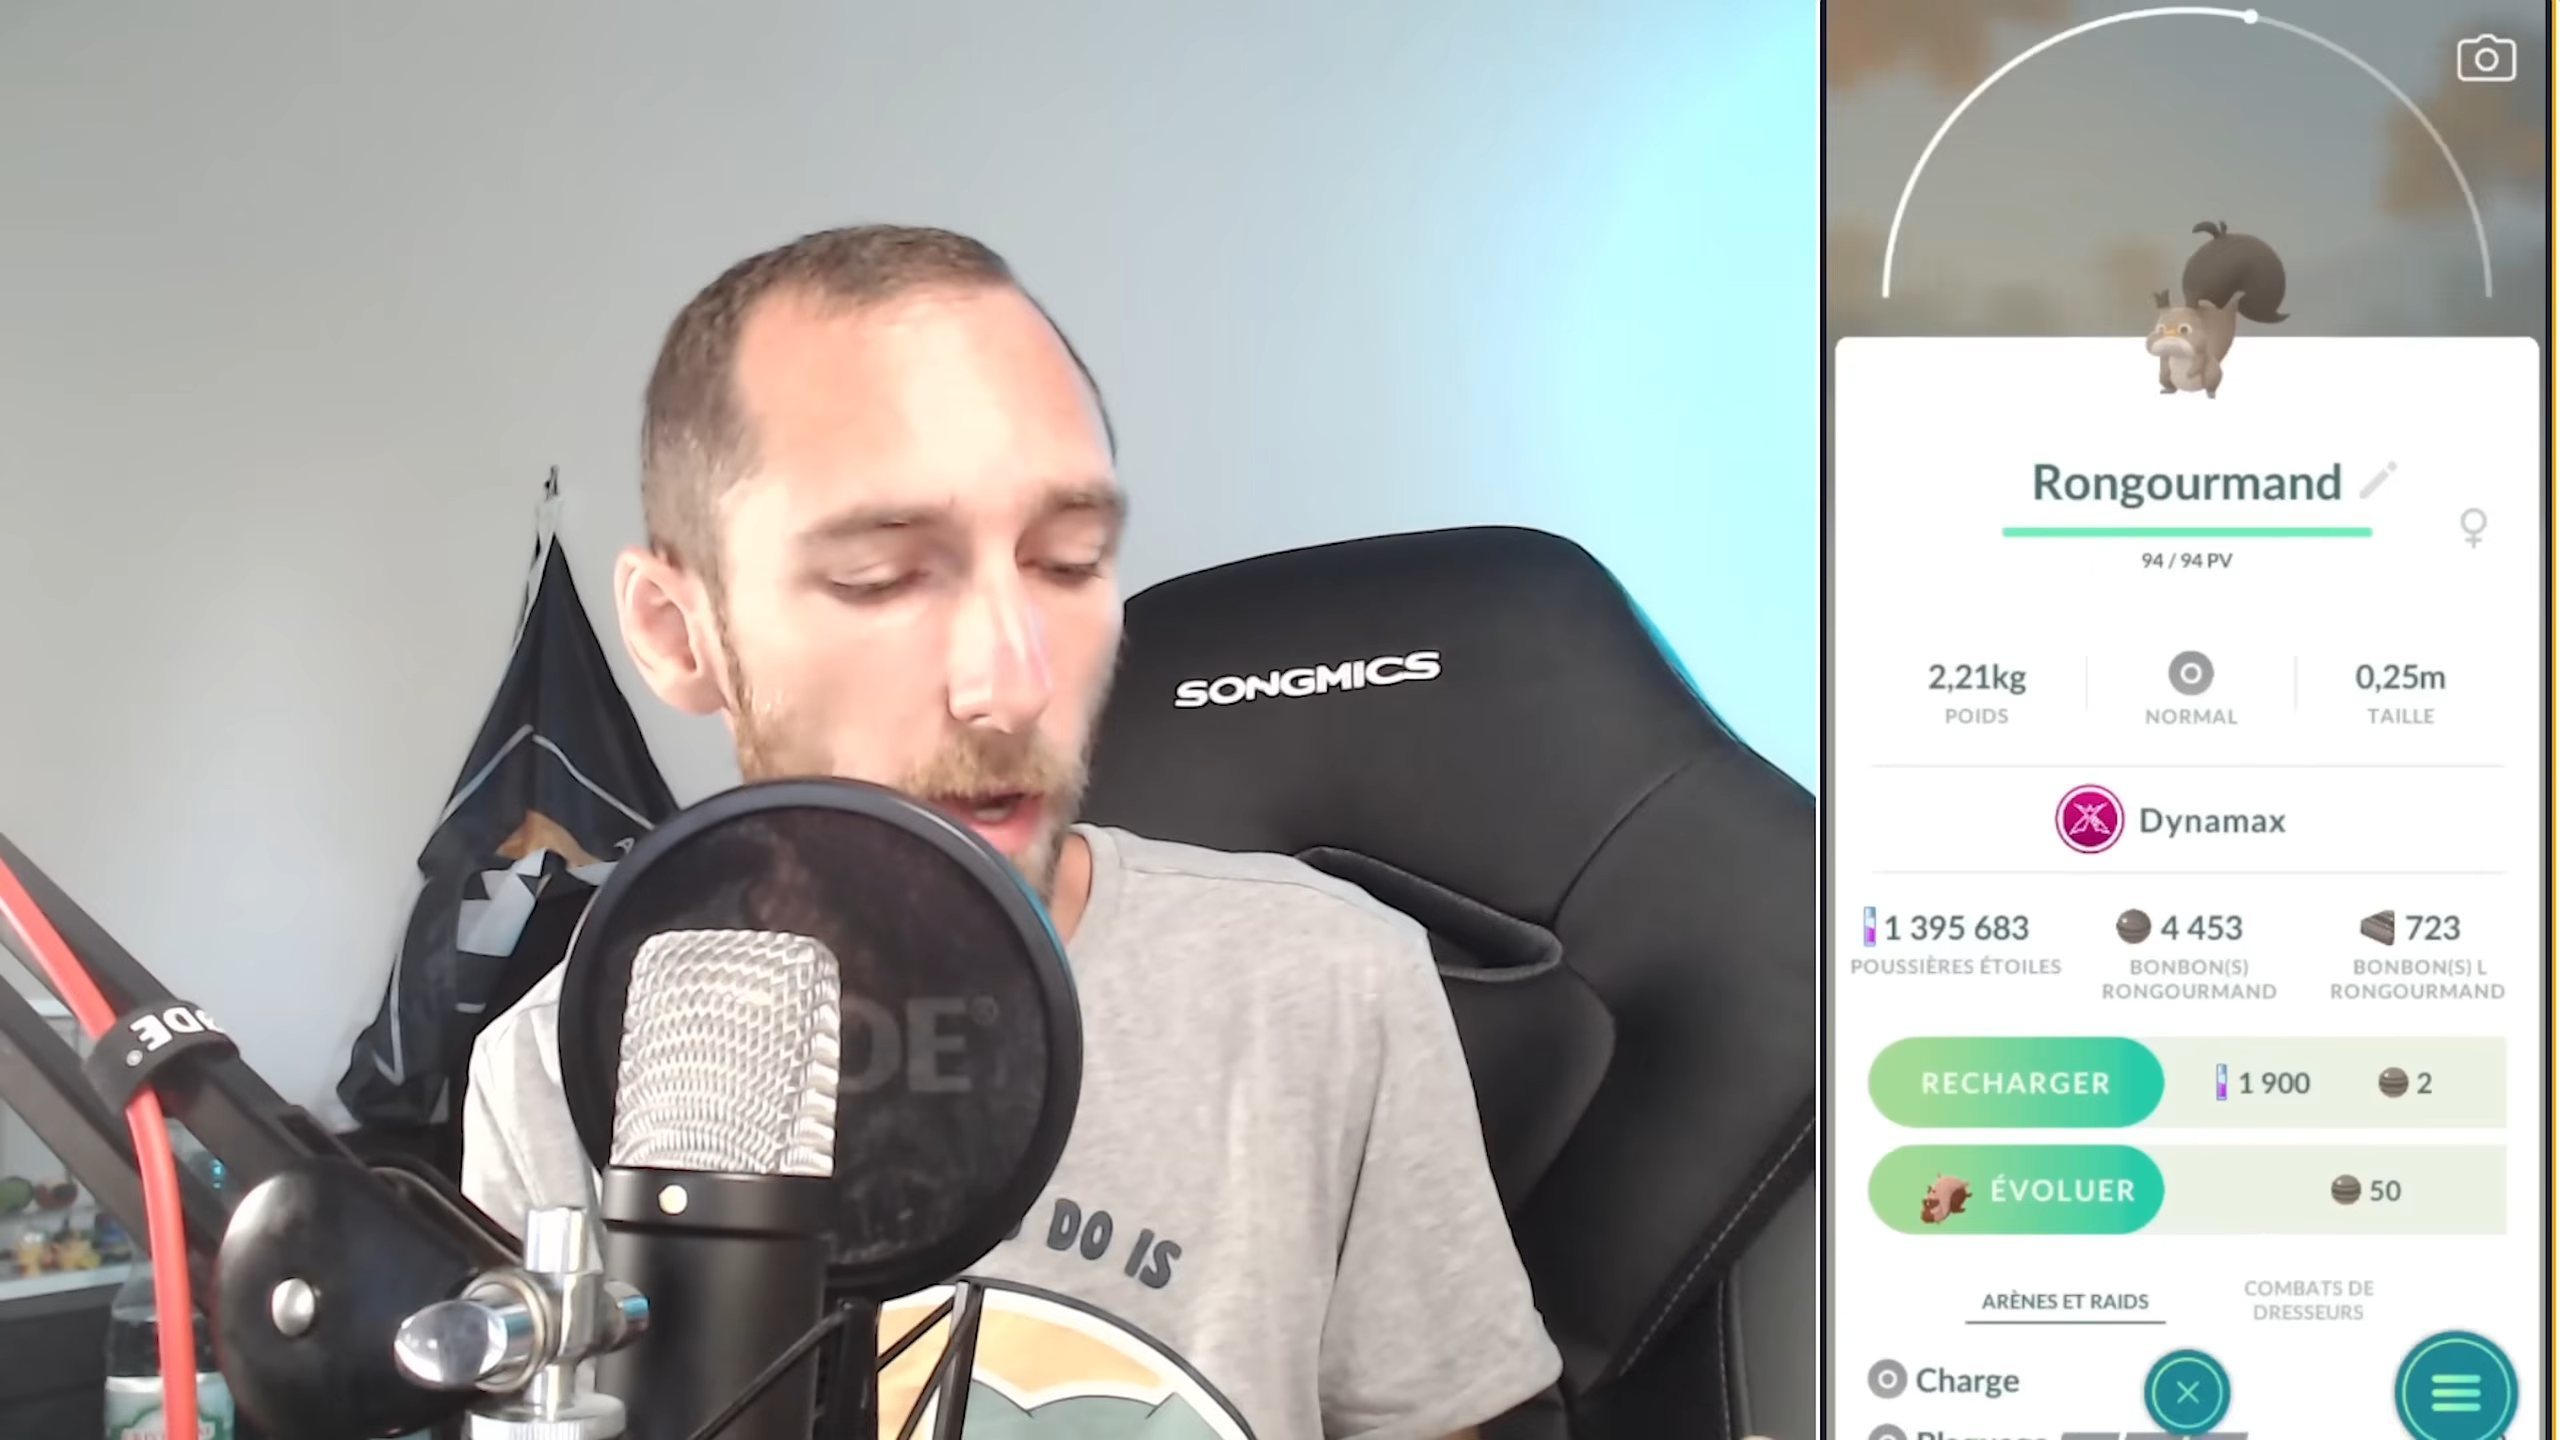 SONGMICS
DO IS
Rongourmand
94 / 94 PV
2,21kg
POIDS
NORMAL
0,25m
TAILLE
Dynamax
1 395 683
POUSSIÈRES ÉTOILES
4 453
BONBON(S)
RONGOURMAND
723
BONBON(S) L
RONGOURMAND
RECHARGER 1 900 2
ÉVOLUER 50
ARÈNES ET RAIDS
COMBATS DE
DRESSEURS
Charge